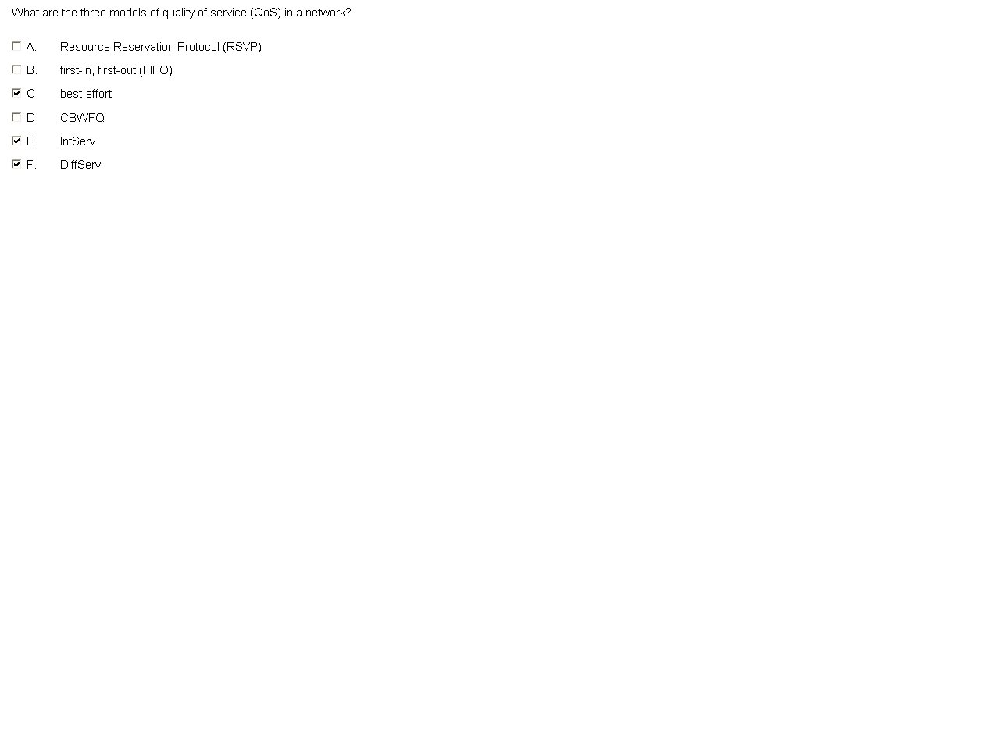 What are the three models of quality of service (QoS) in a network?
A. Resource Reservation Protocol (RSVP)
B. first-in, first-out (FIFO)
C. best-effort
D. CBWFQ
E. IntServ
F. DiffServ